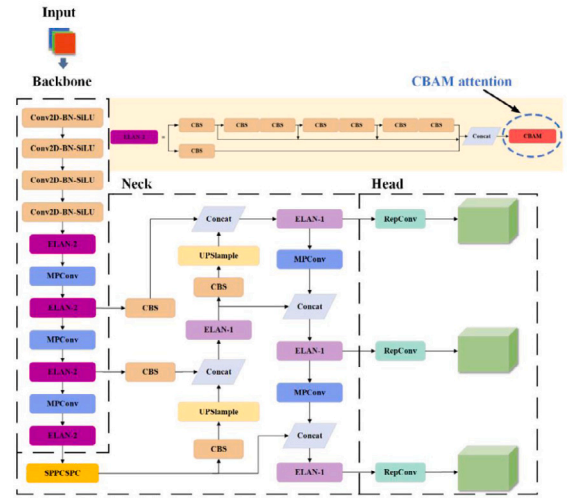 Input
Backbone
CBAM attention
Conv2D-BN-SiLU
Conv2D-BN-SiLU
Conv2D-BN-SiLU
Conv2D-BN-SiLU
ELAN-2
MPConv
ELAN-2
MPConv
ELAN-2
MPConv
ELAN-2
SPPCSPC
ELAN-2
=
CBS
CBS
CBS
CBS
CBS
CBS
CBS
Concat
CBAM
Neck
Head
Concat
UPSlample
CBS
ELAN-1
CBS
CBS
Concat
UPSlample
CBS
ELAN-1
MPConv
Concat
ELAN-1
MPConv
Concat
ELAN-1
RepConv
RepConv
RepConv